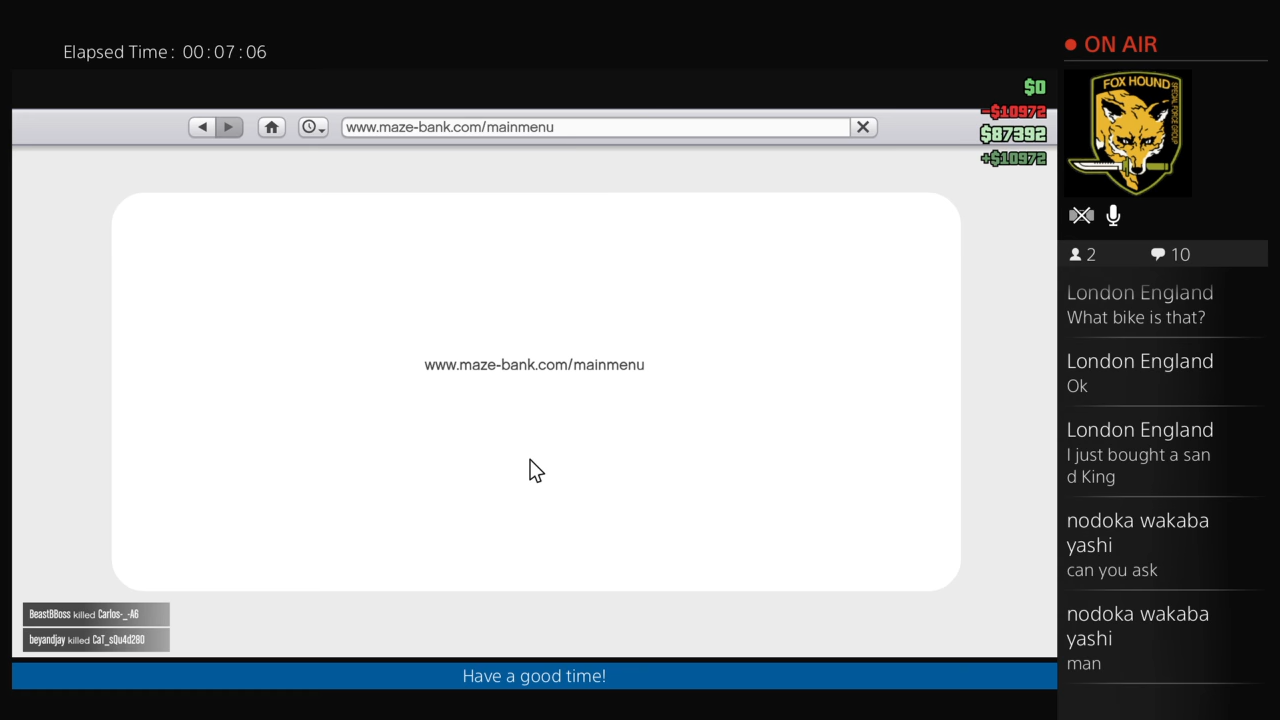 Elapsed Time: 00:07:06
ON AIR
FOX HOUND
SPECIAL FORCE GROUP
$0
-$10972
$87392
+$10972
www.maze-bank.com/mainmenu
www.maze-bank.com/mainmenu
2
10
London England
What bike is that?
London England
Ok
London England
I just bought a san
d King
nodoka wakaba
yashi
can you ask
nodoka wakaba
yashi
man
BeastBBoss killed Carlos-_-A6
beyandjay killed CaT_sQu4d280
Have a good time!